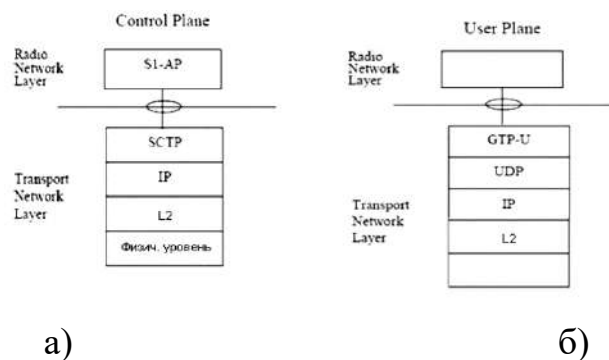 Control Plane
Radio
Network
Layer
S1-AP
SCTP
Transport
Network
Layer
IP
L2
Физич. уровень
а)
User Plane
Radio
Network
Layer
GTP-U
UDP
Transport
Network
Layer
IP
L2
б)